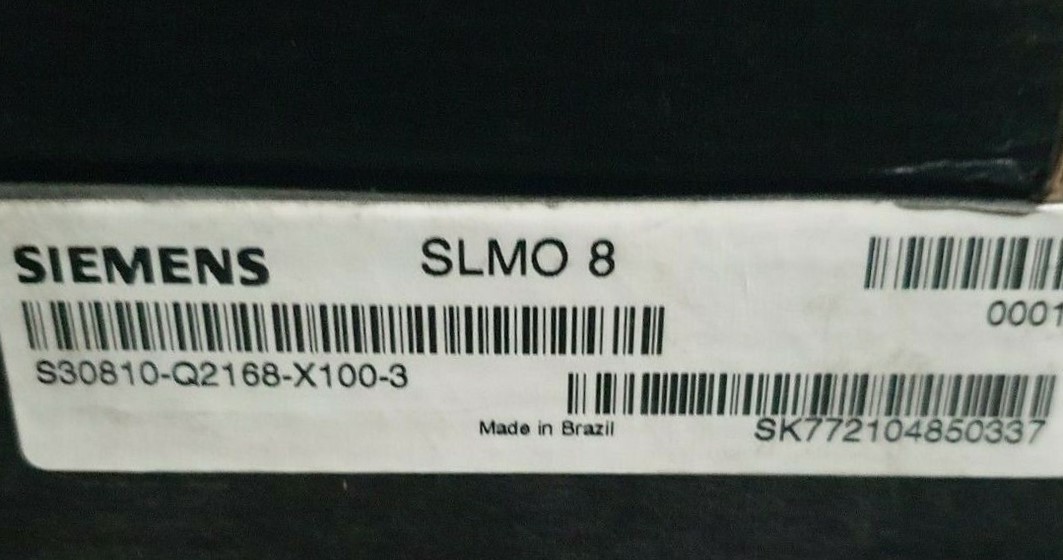 SIEMENS SLMO 8
0001
S30810-Q2168-X100-3
Made in Brazil SK772104850337